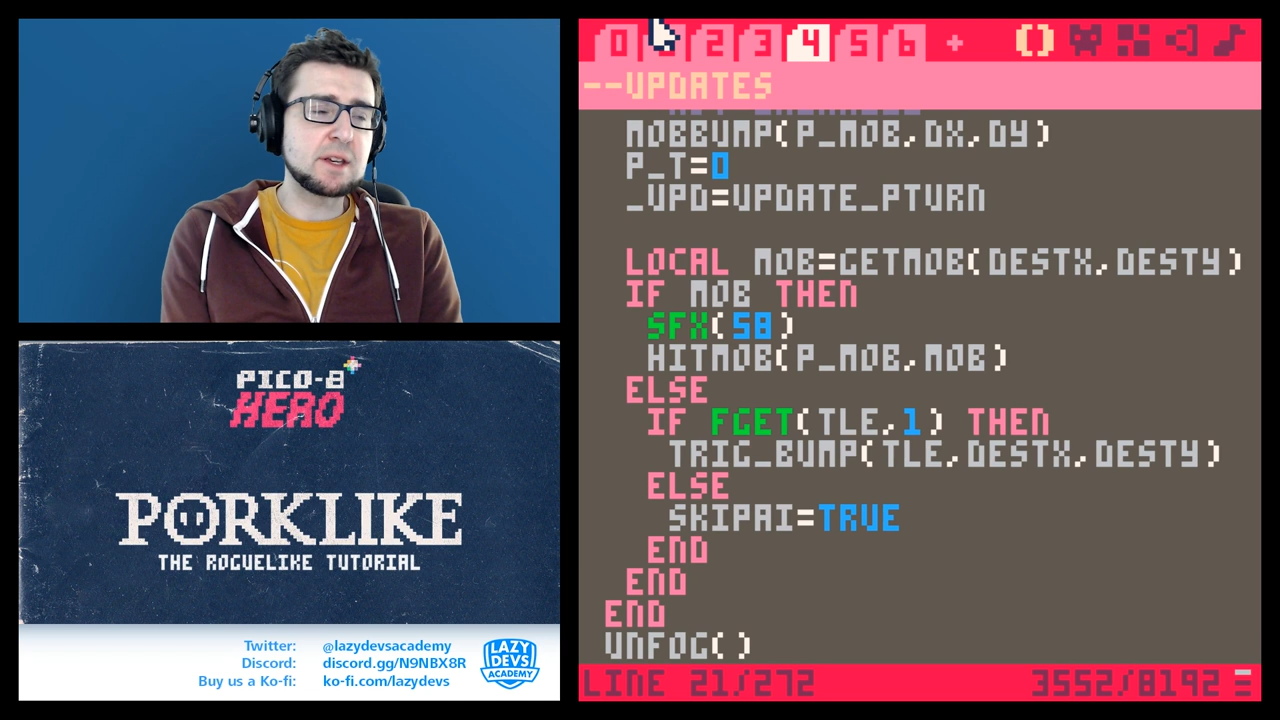 0 2 3 4 5 6 +
--UPDATES
MOBBUMP(P_MOB,DX,DY)
P_T=0
_UPD=UPDATE_PTURN
LOCAL MOB=GETMOB(DESTX,DESTY)
IF MOB THEN
SFX(58)
HITMOB(P_MOB,MOB)
ELSE
IF FGET(TLE,1) THEN
TRIG_BUMP(TLE,DESTX,DESTY)
ELSE
SKIPAI=TRUE
END
END
END
UNFOG()
LINE 21/272 3552/8192
PICO-8
HERO
PORKLIKE
THE ROGUELIKE TUTORIAL
Twitter: @lazydevsacademy
Discord: discord.gg/N9NBX8R
Buy us a Ko-fi: ko-fi.com/lazydevs
LAZY
DEVS
ACADEMY